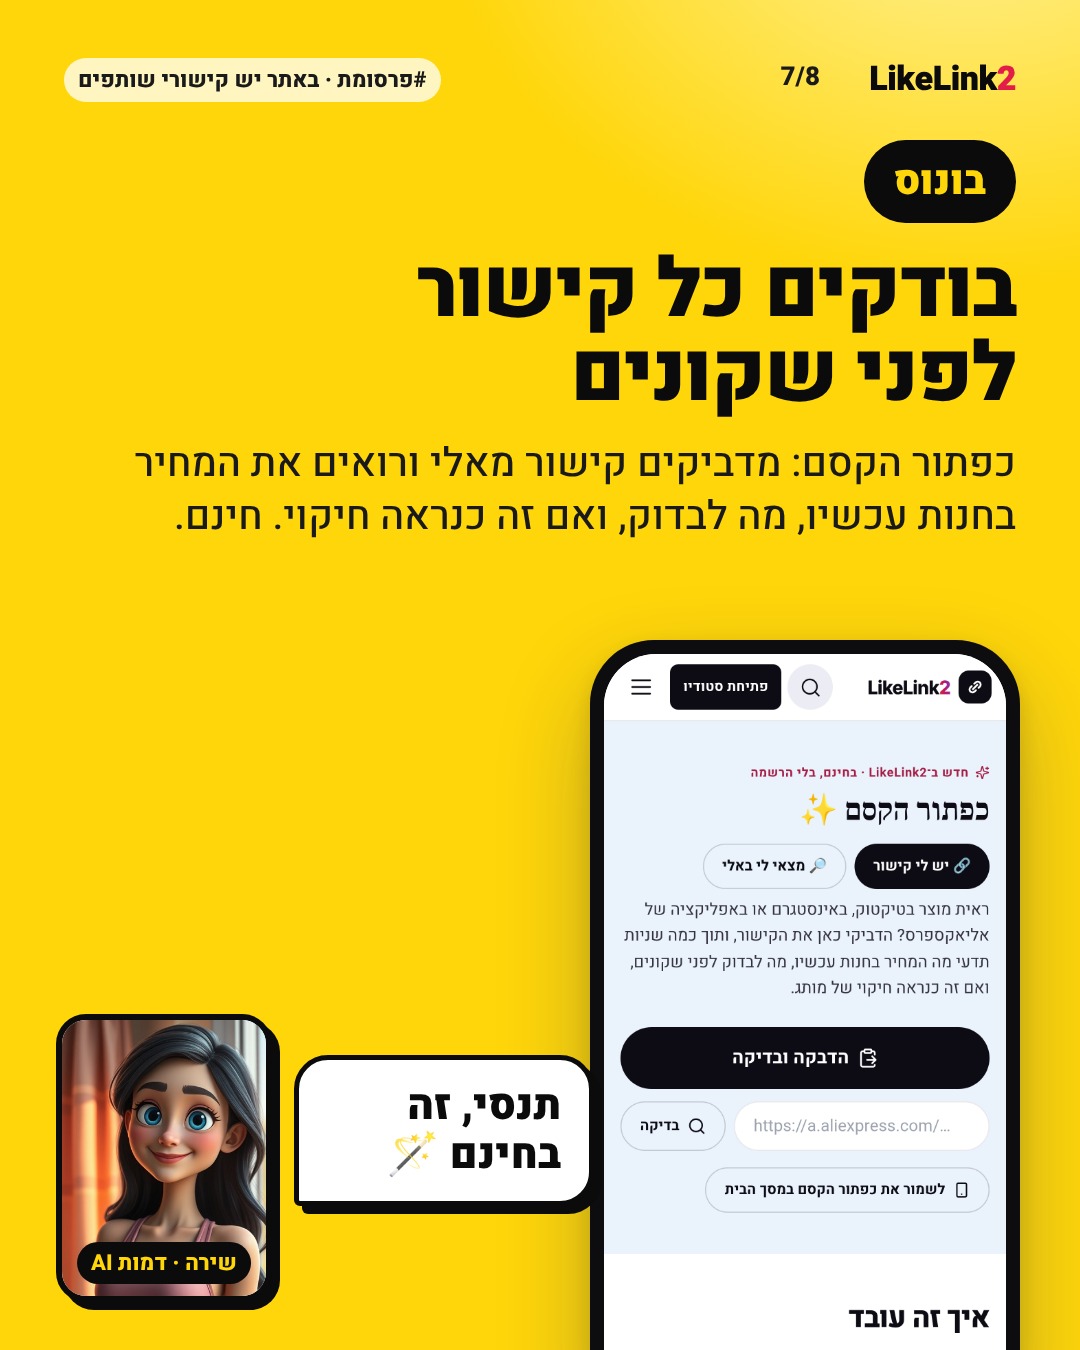 LikeLink2
7/8
#פרסומת · באתר יש קישורי שותפים
בונוס
בודקים כל קישור
לפני שקונים
כפתור הקסם: מדביקים קישור מאלי ורואים את המחיר
בחנות עכשיו, מה לבדוק, ואם זה כנראה חיקוי. חינם.
LikeLink2
פתיחת סטודיו
חדש ב־LikeLink2 · בחינם, בלי הרשמה
כפתור הקסם ✨
🔗 יש לי קישור
🔎 מצאי לי באלי
ראית מוצר בטיקטוק, באינסטגרם או באפליקציה של
אליאקספרס? הדביקי כאן את הקישור, ותוך כמה שניות
תדעי מה המחיר בחנות עכשיו, מה לבדוק לפני שקונים,
ואם זה כנראה חיקוי של מותג.
הדבקה ובדיקה
https://a.aliexpress.com/…
בדיקה
לשמור את כפתור הקסם במסך הבית
איך זה עובד
תנסי, זה
בחינם 🪄
שירה · דמות AI